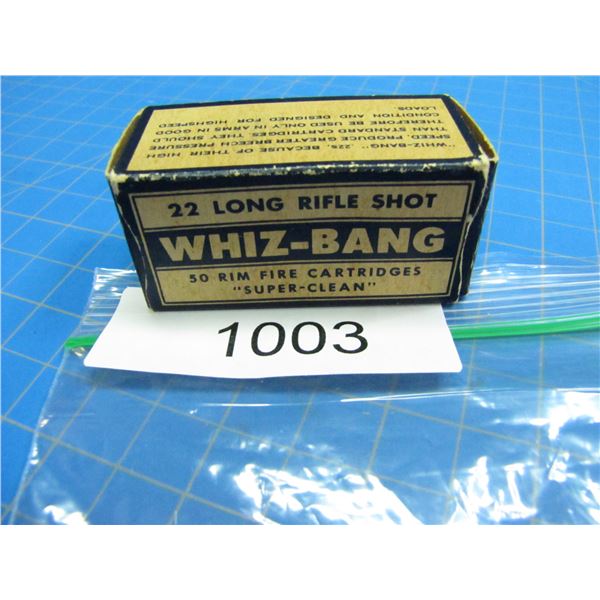 "WHIZ-BANG" 22S, BECAUSE OF THEIR HIGH
SPEED, PRODUCE GREATER BREECH PRESSURE
THAN STANDARD CARTRIDGES. THEY SHOULD
THEREFORE BE USED ONLY IN ARMS IN GOOD
CONDITION AND DESIGNED FOR HIGHSPEED
LOADS.
22 LONG RIFLE SHOT
WHIZ-BANG
50 RIM FIRE CARTRIDGES
"SUPER-CLEAN"
1003